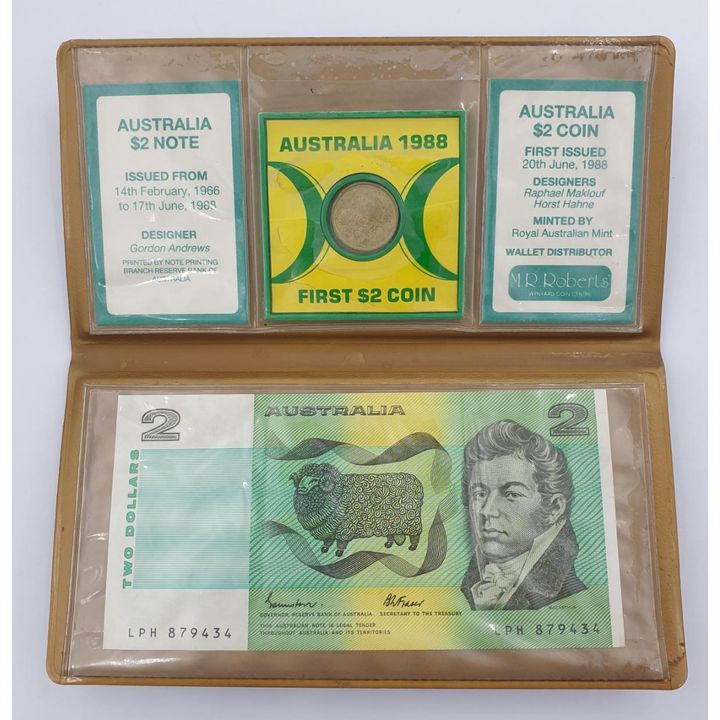 AUSTRALIA
$2 NOTE
ISSUED FROM
14th February, 1966
to 17th June, 1988
DESIGNER
Gordon Andrews
PRINTED BY NOTE PRINTING
BRANCH RESERVE BANK OF
AUSTRALIA
AUSTRALIA 1988
FIRST $2 COIN
AUSTRALIA
$2 COIN
FIRST ISSUED
20th June, 1988
DESIGNERS
Raphael Maklouf
Horst Hahne
MINTED BY
Royal Australian Mint
WALLET DISTRIBUTOR
M.R. Roberts
WYNYARD COIN CENTRE
2
AUSTRALIA
2
TWO DOLLARS
GOVERNOR, RESERVE BANK OF AUSTRALIA
SECRETARY TO THE TREASURY
THIS AUSTRALIAN NOTE IS LEGAL TENDER
THROUGHOUT AUSTRALIA AND ITS TERRITORIES
LPH 879434
LPH 879434